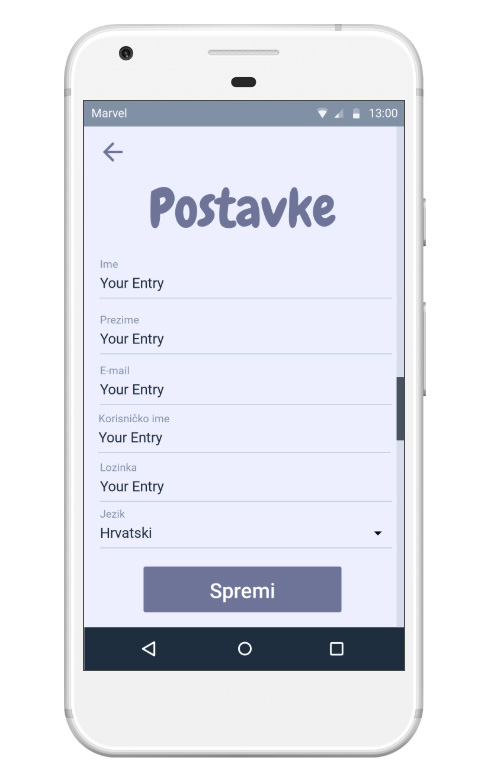 Marvel 13:00
Postavke
Ime
Your Entry
Prezime
Your Entry
E-mail
Your Entry
Korisničko ime
Your Entry
Lozinka
Your Entry
Jezik
Hrvatski
Spremi